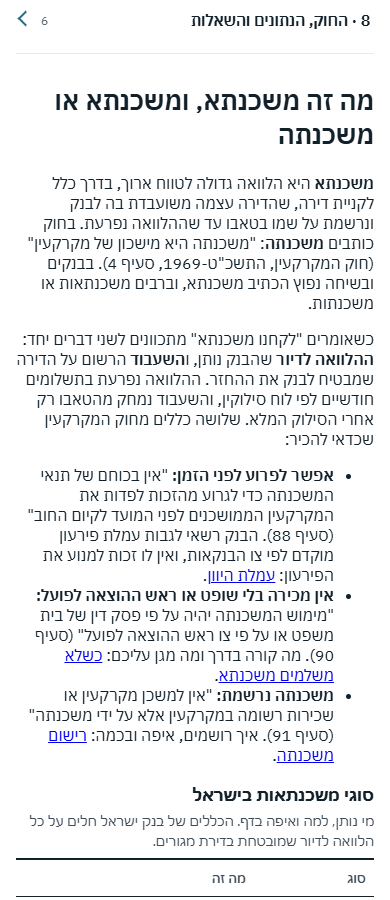 8 · החוק, הנתונים והשאלות
6
מה זה משכנתא, ומשכנתא או
משכנתה
משכנתא היא הלוואה גדולה לטווח ארוך, בדרך כלל
לקניית דירה, שהדירה עצמה משועבדת בה לבנק
ונרשמת על שמו בטאבו עד שההלוואה נפרעת. בחוק
כותבים משכנתה: "משכנתה היא מישכון של מקרקעין"
(חוק המקרקעין, התשכ"ט-1969, סעיף 4). בבנקים
ובשיחה נפוץ הכתיב משכנתא, וברבים משכנתאות או
משכנתות.
כשאומרים "לקחנו משכנתא" מתכוונים לשני דברים יחד:
ההלוואה לדיור שהבנק נותן, והשעבוד הרשום על הדירה
שמבטיח לבנק את ההחזר. ההלוואה נפרעת בתשלומים
חודשיים לפי לוח סילוקין, והשעבוד נמחק מהטאבו רק
אחרי הסילוק המלא. שלושה כללים מחוק המקרקעין
שכדאי להכיר:
• אפשר לפרוע לפני הזמן: "אין בכוחם של תנאי
המשכנתה כדי לגרוע מהזכות לפדות את
המקרקעין הממושכנים לפני המועד לקיום החוב"
(סעיף 88). הבנק רשאי לגבות עמלת פירעון
מוקדם לפי צו הבנקאות, ואין לו זכות למנוע את
הפירעון: עמלת היוון.
• אין מכירה בלי שופט או ראש ההוצאה לפועל:
"מימוש המשכנתה יהיה על פי פסק דין של בית
משפט או על פי צו ראש ההוצאה לפועל" (סעיף
90). מה קורה בדרך ומה מגן עליכם: כשלא
משלמים משכנתא.
• משכנתה נרשמת: "אין למשכן מקרקעין או
שכירות רשומה במקרקעין אלא על ידי משכנתה"
(סעיף 91). איך רושמים, איפה ובכמה: רישום
משכנתה.
סוגי משכנתאות בישראל
מי נותן, למה ואיפה בדף. הכללים של בנק ישראל חלים על כל
הלוואה לדיור שמובטחת בדירת מגורים.
סוג מה זה